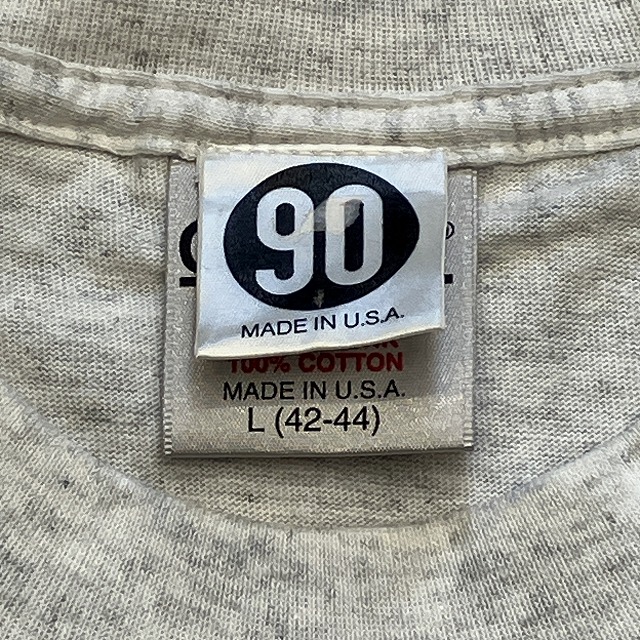 90
MADE IN U.S.A.
®
100% COTTON
MADE IN U.S.A.
L (42-44)